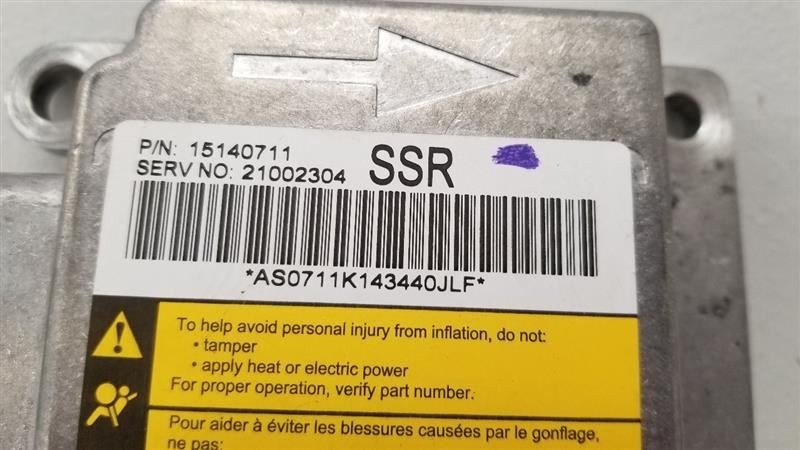 P/N: 15140711 SSR
SERV NO: 21002304
*AS0711K143440JLF*
To help avoid personal injury from inflation, do not:
• tamper
• apply heat or electric power
For proper operation, verify part number.
Pour aider à éviter les blessures causées par le gonflage,
ne pas: